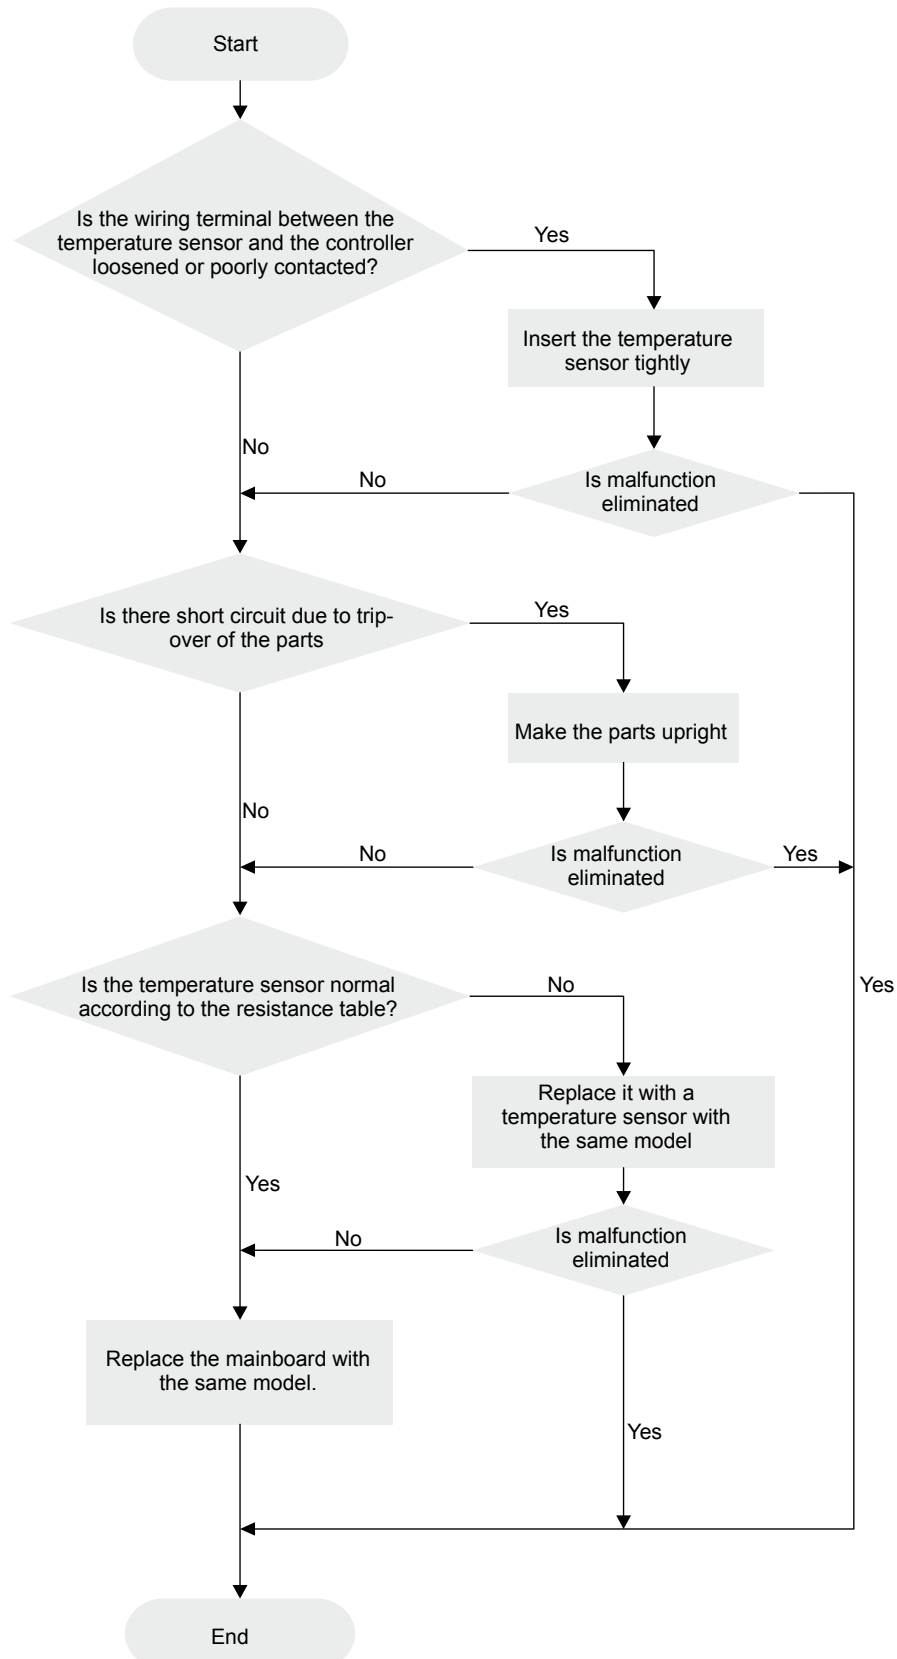 Start
Is the wiring terminal between the
temperature sensor and the controller
loosened or poorly contacted?
Yes
Insert the temperature
sensor tightly
No
No
Is malfunction
eliminated
Is there short circuit due to trip-
over of the parts
Yes
Make the parts upright
No
No
Is malfunction
eliminated
Yes
Is the temperature sensor normal
according to the resistance table?
No
Yes
Replace it with a
temperature sensor with
the same model
Yes
No
Is malfunction
eliminated
Replace the mainboard with
the same model.
Yes
End